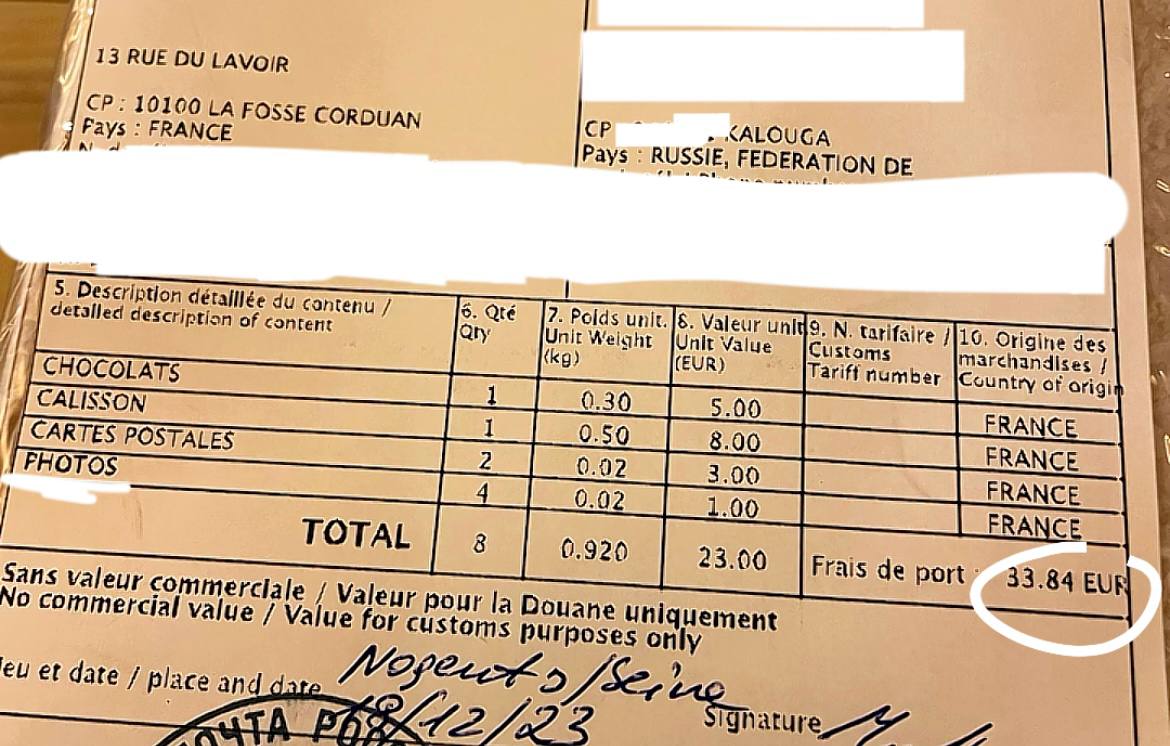 13 RUE DU LAVOIR
CP : 10100 LA FOSSE CORDUAN
Pays : FRANCE
CP KALOUGA
Pays : RUSSIE, FEDERATION DE
5. Description détaillée du contenu /
detailed description of content
6. Qté
Qty
7. Poids unit.
Unit Weight
(kg)
8. Valeur unit
Unit Value
(EUR)
9. N. tarifaire /
Customs
Tariff number
10. Origine des
marchandises /
Country of origin
CHOCOLATS 1 0.30 5.00 FRANCE
CALISSON 1 0.50 8.00 FRANCE
CARTES POSTALES 2 0.02 3.00 FRANCE
PHOTOS 4 0.02 1.00 FRANCE
TOTAL 8 0.920 23.00 Frais de port : 33.84 EUR
Sans valeur commerciale / Valeur pour la Douane uniquement
No commercial value / Value for customs purposes only
ieu et date / place and date Nogent s/Seine
18/12/23
Signature
ПОЧТА РОС